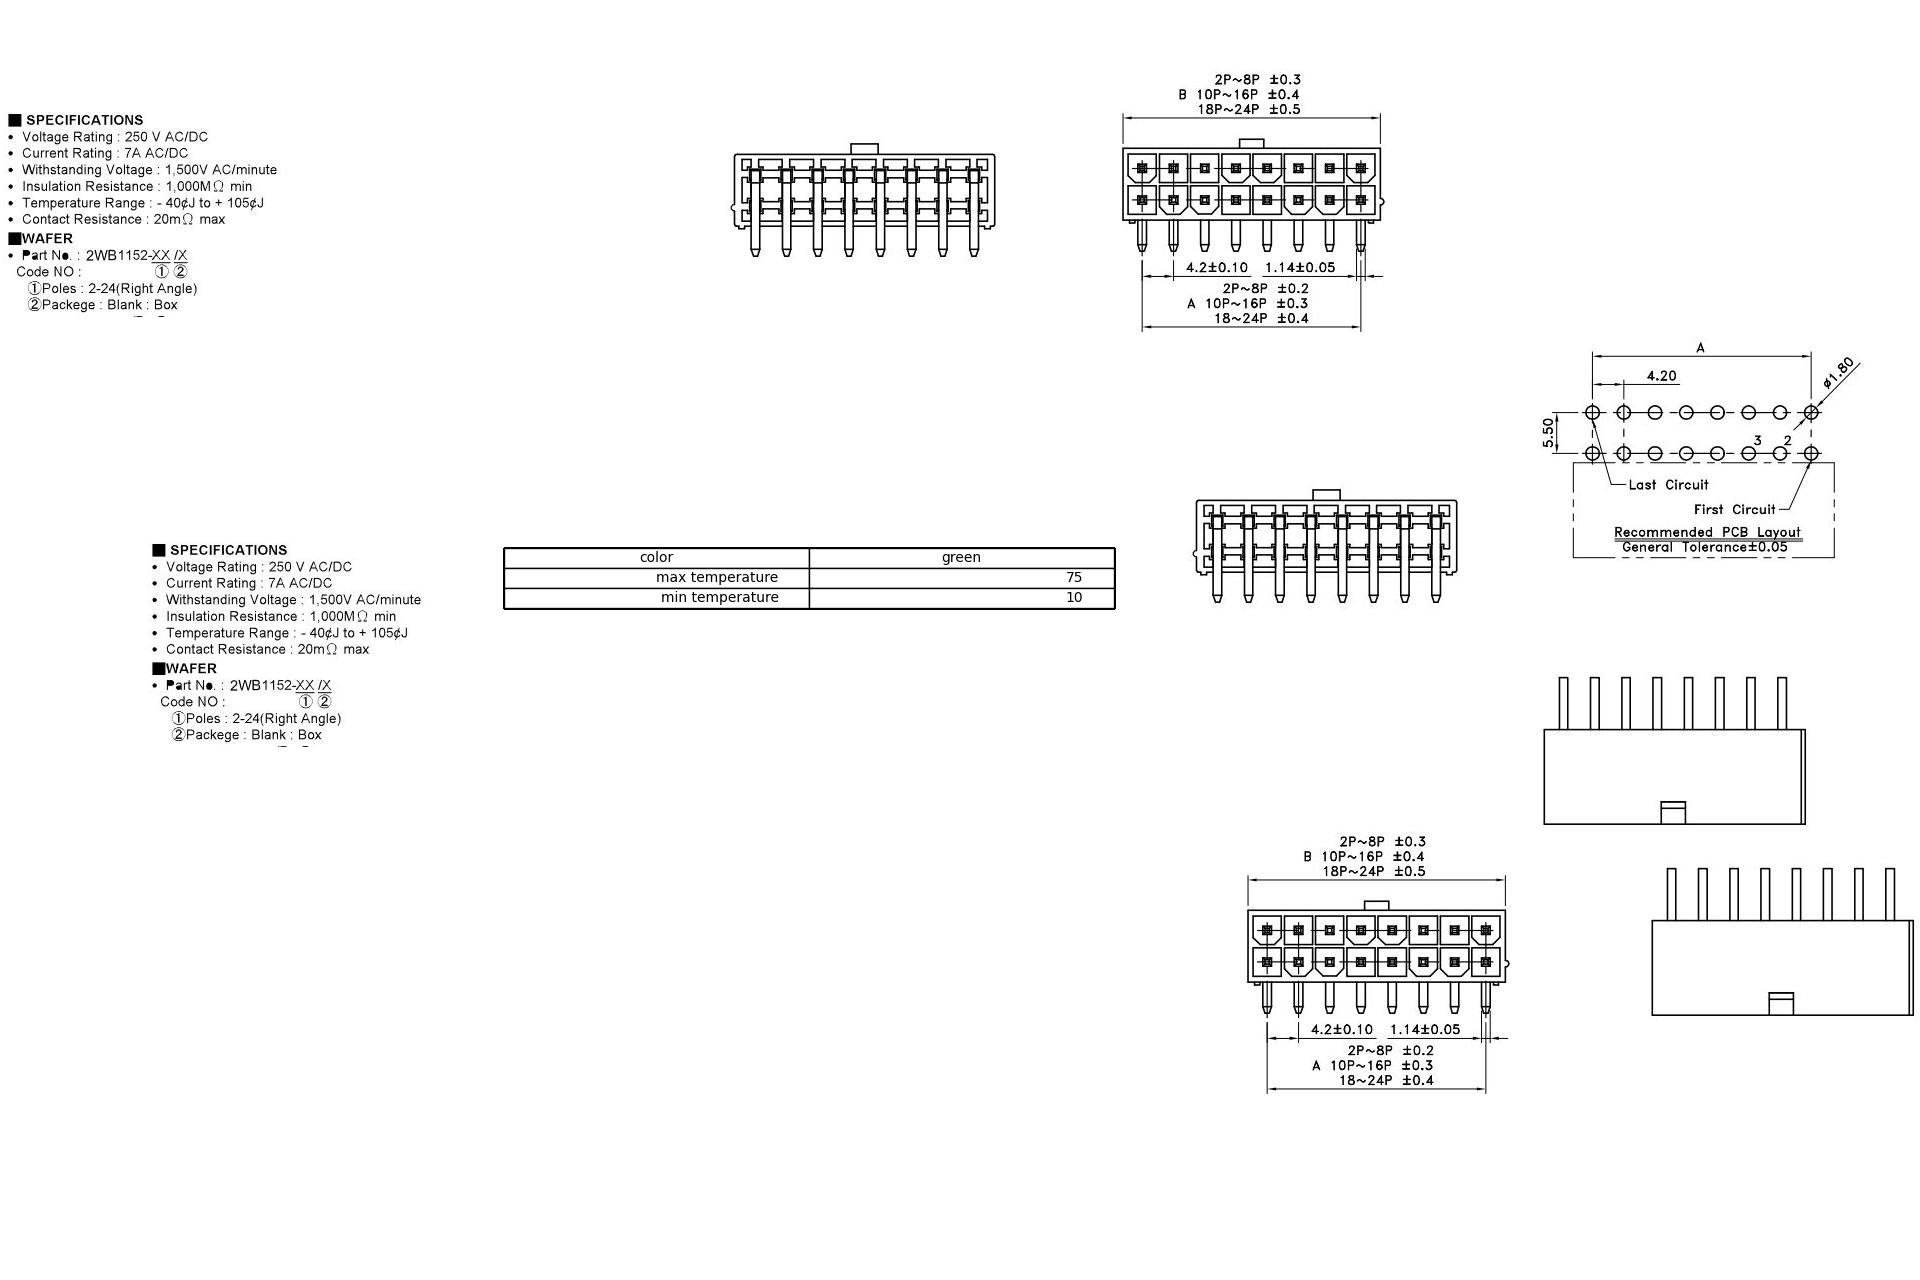 ■ SPECIFICATIONS
• Voltage Rating : 250 V AC/DC
• Current Rating : 7A AC/DC
• Withstanding Voltage : 1,500V AC/minute
• Insulation Resistance : 1,000MΩ min
• Temperature Range : - 40¢J to + 105¢J
• Contact Resistance : 20mΩ max
■WAFER
• Part No. : 2WB1152-XX /X
Code NO : ① ②
①Poles : 2-24(Right Angle)
②Packege : Blank : Box
2P~8P ±0.3
B 10P~16P ±0.4
18P~24P ±0.5
4.2±0.10 1.14±0.05
2P~8P ±0.2
A 10P~16P ±0.3
18~24P ±0.4
A
4.20
ø1.80
5.50
3 2
Last Circuit
First Circuit
Recommended PCB Layout
General Tolerance±0.05
■ SPECIFICATIONS
• Voltage Rating : 250 V AC/DC
• Current Rating : 7A AC/DC
• Withstanding Voltage : 1,500V AC/minute
• Insulation Resistance : 1,000MΩ min
• Temperature Range : - 40¢J to + 105¢J
• Contact Resistance : 20mΩ max
■WAFER
• Part No. : 2WB1152-XX /X
Code NO : ① ②
①Poles : 2-24(Right Angle)
②Packege : Blank : Box
color green
max temperature 75
min temperature 10
2P~8P ±0.3
B 10P~16P ±0.4
18P~24P ±0.5
4.2±0.10 1.14±0.05
2P~8P ±0.2
A 10P~16P ±0.3
18~24P ±0.4